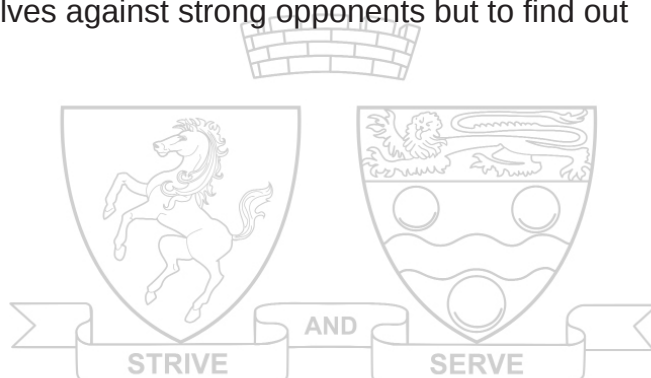 lves against strong opponents but to find out
AND
STRIVE
SERVE